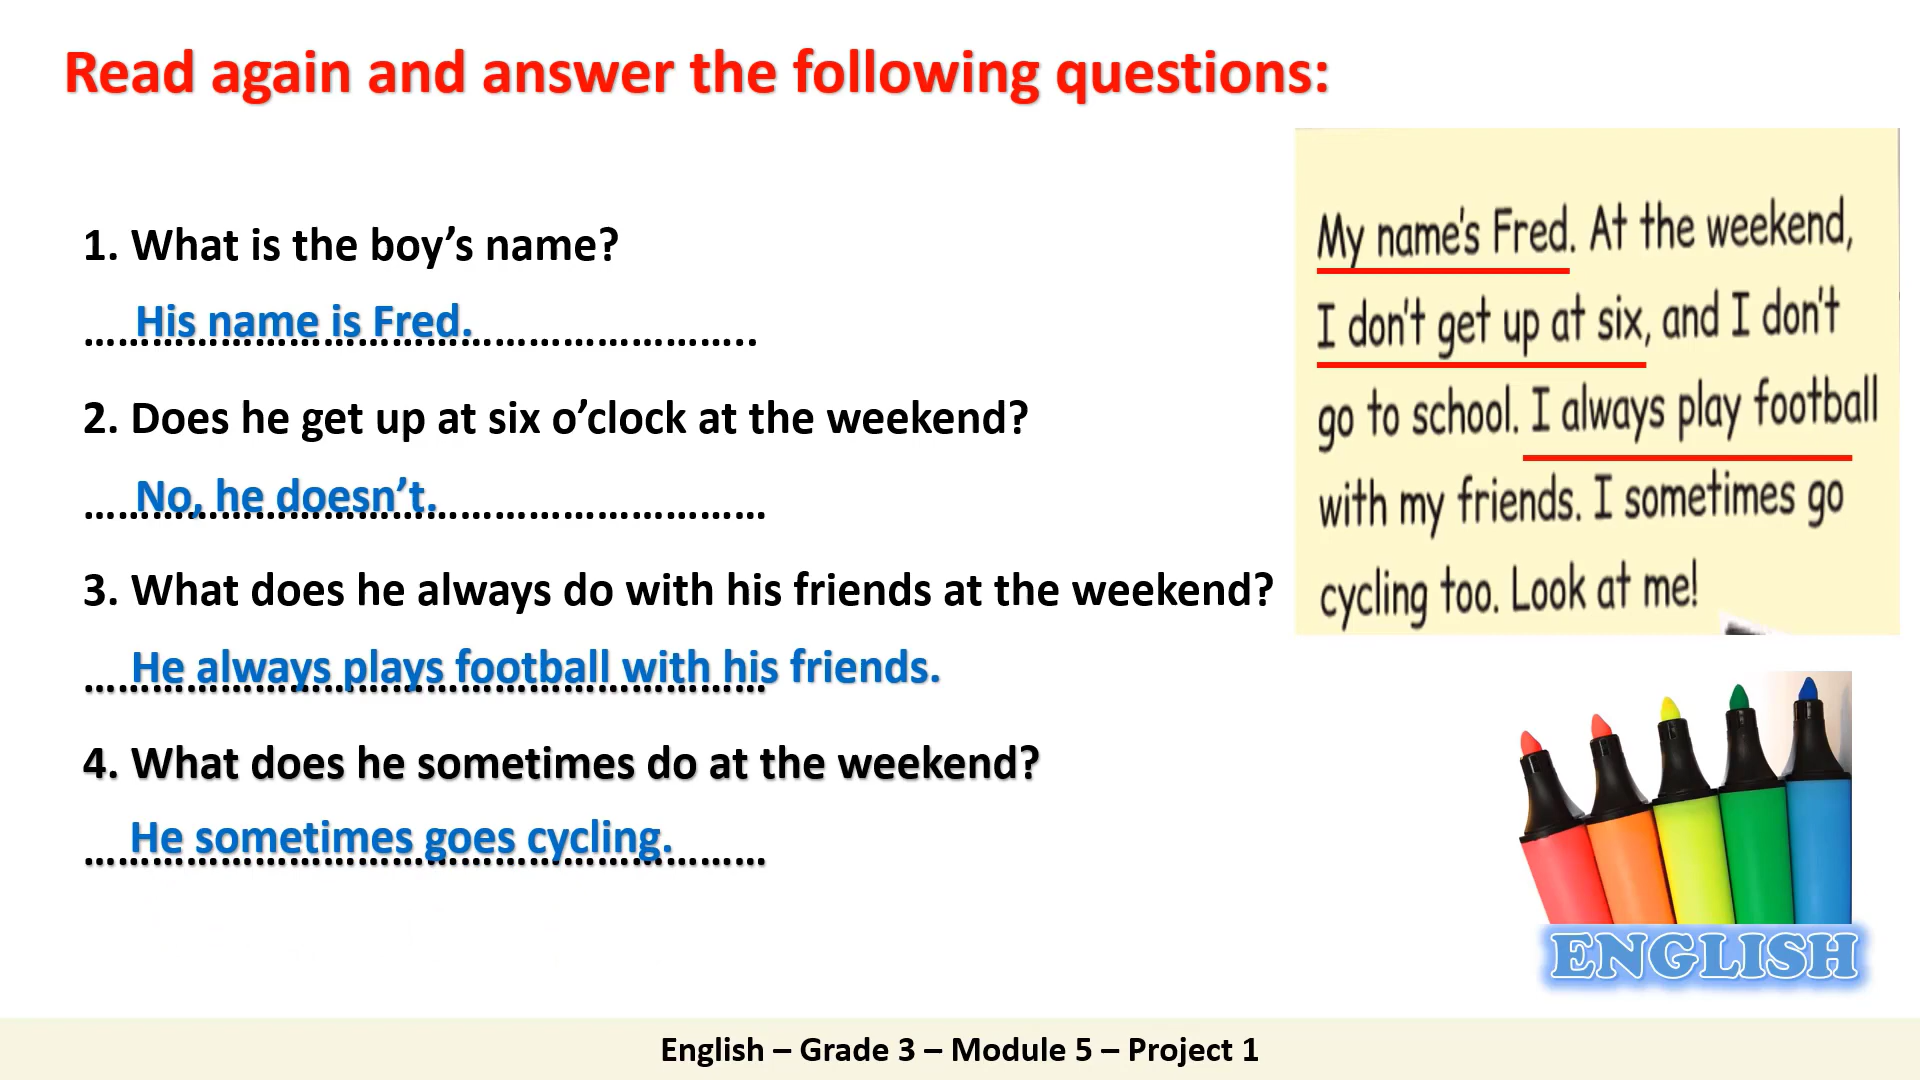 Read again and answer the following questions:
1. What is the boy’s name?
His name is Fred.
…………………………………………………..
2. Does he get up at six o’clock at the weekend?
No, he doesn’t.
……………………………………………………
3. What does he always do with his friends at the weekend?
He always plays football with his friends.
……………………………………………………
4. What does he sometimes do at the weekend?
He sometimes goes cycling.
……………………………………………………
My name's Fred. At the weekend,
I don't get up at six, and I don't
go to school. I always play football
with my friends. I sometimes go
cycling too. Look at me!
ENGLISH
English – Grade 3 – Module 5 – Project 1